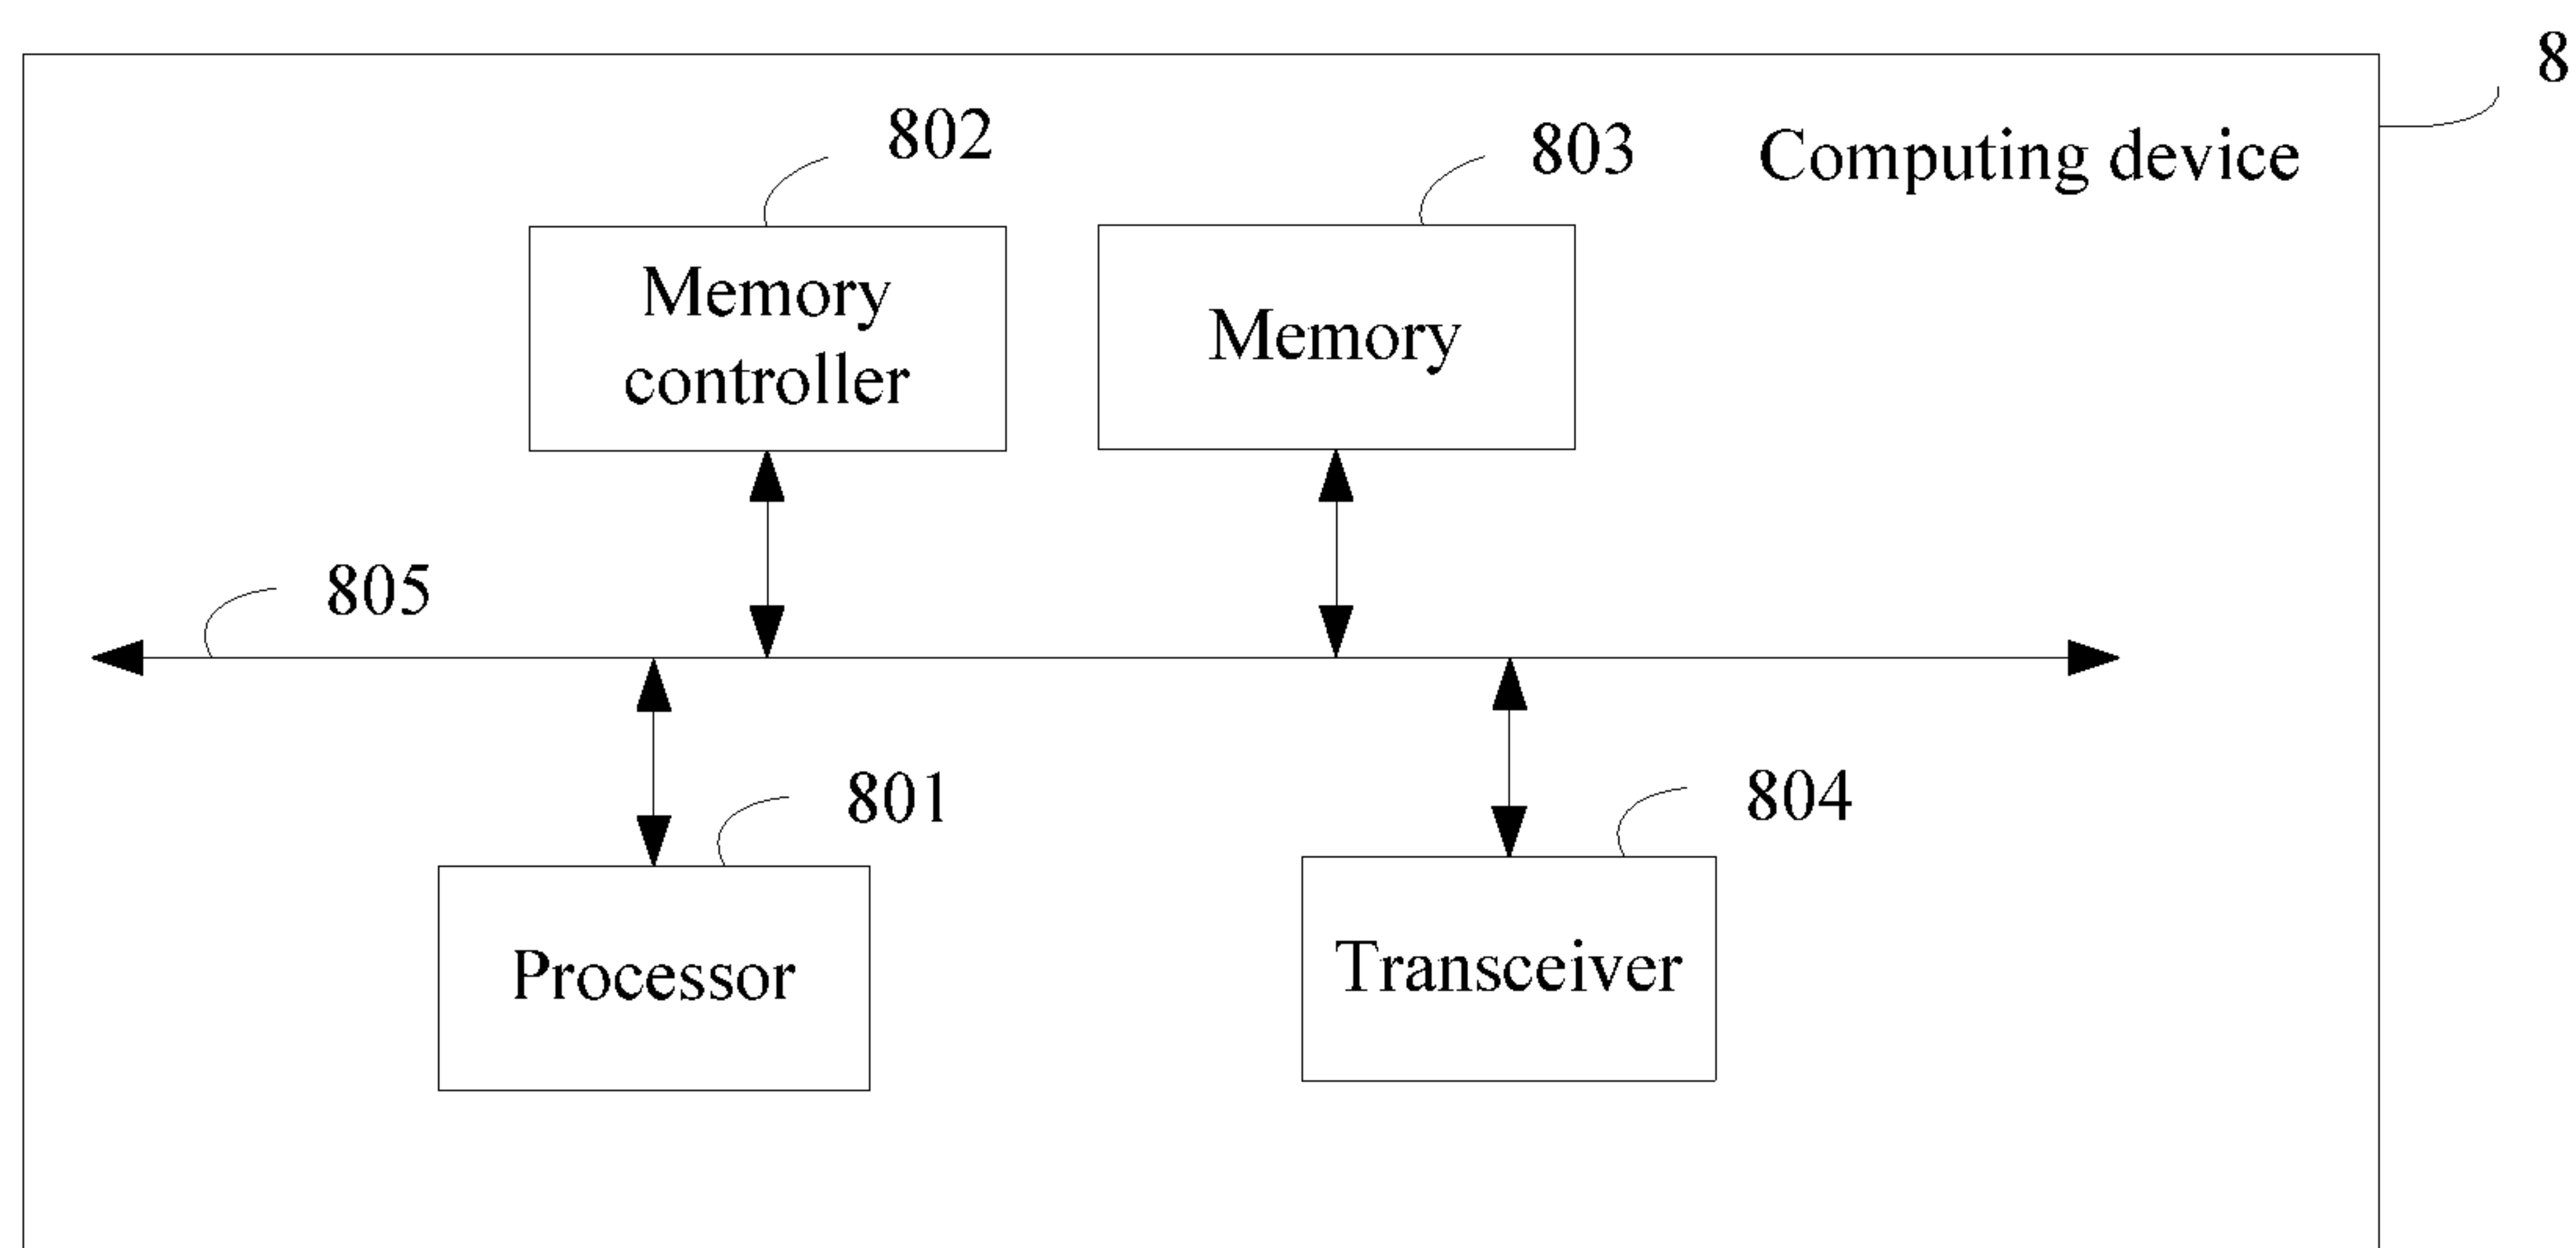 8
Computing device
802
803
Memory
controller
Memory
805
801
804
Processor
Transceiver